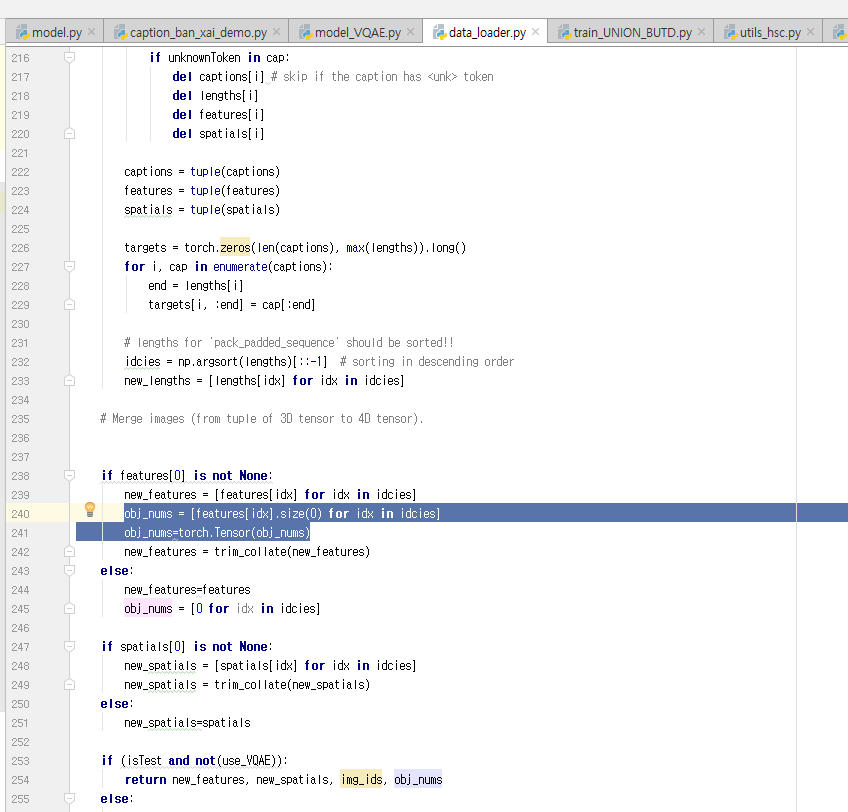 model.py caption_ban_xai_demo.py model_VQAE.py data_loader.py train_UNION_BUTD.py utils_hsc.py
216 if unknownToken in cap:
217 del captions[i] # skip if the caption has <unk> token
218 del lengths[i]
219 del features[i]
220 del spatials[i]
221
222 captions = tuple(captions)
223 features = tuple(features)
224 spatials = tuple(spatials)
225
226 targets = torch.zeros(len(captions), max(lengths)).long()
227 for i, cap in enumerate(captions):
228 end = lengths[i]
229 targets[i, :end] = cap[:end]
230
231 # lengths for `pack_padded_sequence` should be sorted!!
232 idcies = np.argsort(lengths)[::-1] # sorting in descending order
233 new_lengths = [lengths[idx] for idx in idcies]
234
235 # Merge images (from tuple of 3D tensor to 4D tensor).
236
237
238 if features[0] is not None:
239 new_features = [features[idx] for idx in idcies]
240 obj_nums = [features[idx].size(0) for idx in idcies]
241 obj_nums=torch.Tensor(obj_nums)
242 new_features = trim_collate(new_features)
243 else:
244 new_features=features
245 obj_nums = [0 for idx in idcies]
246
247 if spatials[0] is not None:
248 new_spatials = [spatials[idx] for idx in idcies]
249 new_spatials = trim_collate(new_spatials)
250 else:
251 new_spatials=spatials
252
253 if (isTest and not(use_VQAE)):
254 return new_features, new_spatials, img_ids, obj_nums
255 else: